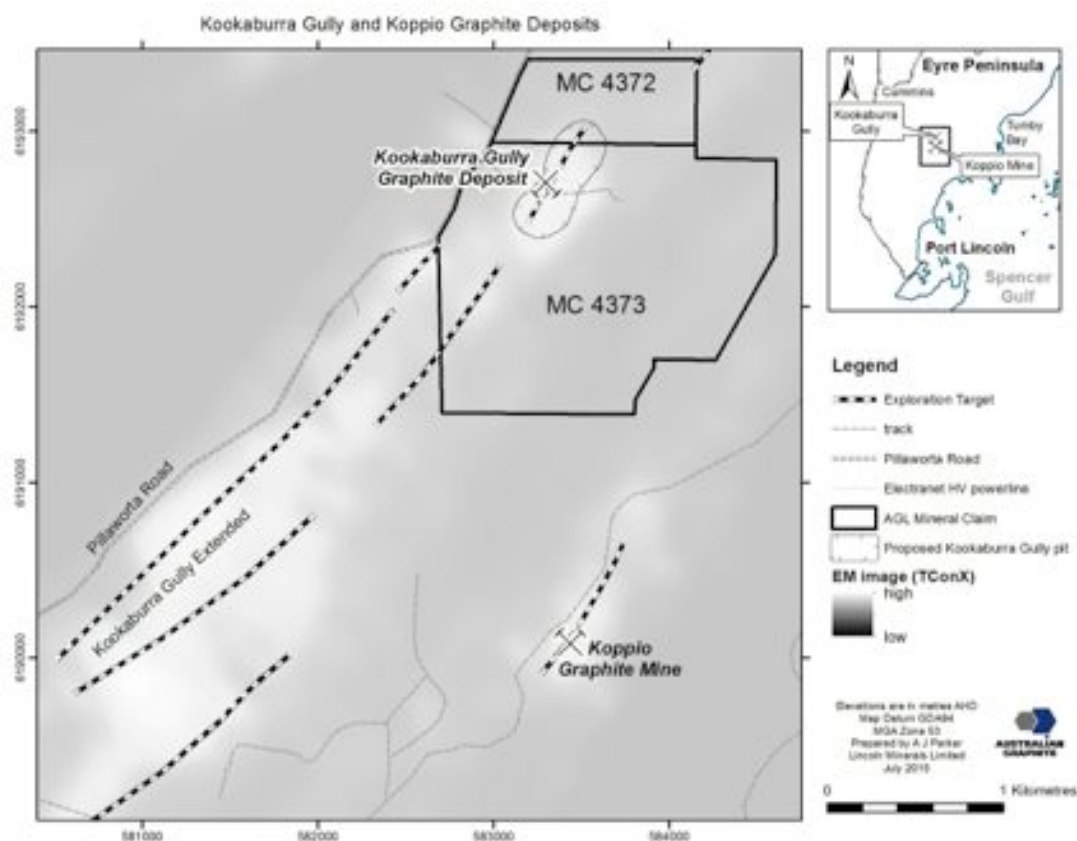 Kookaburra Gully and Koppio Graphite Deposits
MC 4372
Kookaburra Gully
Graphite Deposit
MC 4373
Pillaworta Road
Kookaburra Gully Extended
Koppio
Graphite Mine
6193000
6192000
6191000
6190000
581000
582000
583000
584000
N
Eyre Peninsula
Cummins
Kookaburra
Gully
Tumby
Bay
Koppio Mine
Port Lincoln
Spencer
Gulf
Legend
Exploration Target
track
Pillaworta Road
Electranet HV powerline
AGL Mineral Claim
Proposed Kookaburra Gully pit
EM image (TConX)
high
low
Elevations are in metres AHD
Map Datum GDA94
MGA Zone 53
Prepared by A J Parker
Lincoln Minerals Limited
July 2015
AUSTRALIAN
GRAPHITE
0
1 Kilometres